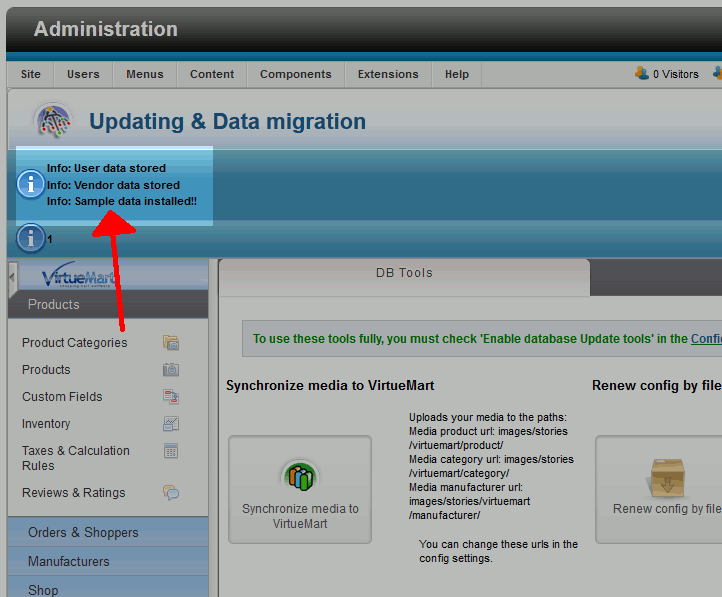 Administration
Site Users Menus Content Components Extensions Help 0 Visitors
Updating & Data migration
Info: User data stored
Info: Vendor data stored
Info: Sample data installed!!
1
VirtueMart
DB Tools
Products
Product Categories
Products
Custom Fields
Inventory
Taxes & Calculation
Rules
Reviews & Ratings
Orders & Shoppers
Manufacturers
Shop
To use these tools fully, you must check 'Enable database Update tools' in the Confi
Synchronize media to VirtueMart
Synchronize media to
VirtueMart
Uploads your media to the paths:
Media product url: images/stories
/virtuemart/product/
Media category url: images/stories
/virtuemart/category/
Media manufacturer url:
images/stories/virtuemart
/manufacturer/
You can change these urls in the
config settings.
Renew config by file
Renew config by file